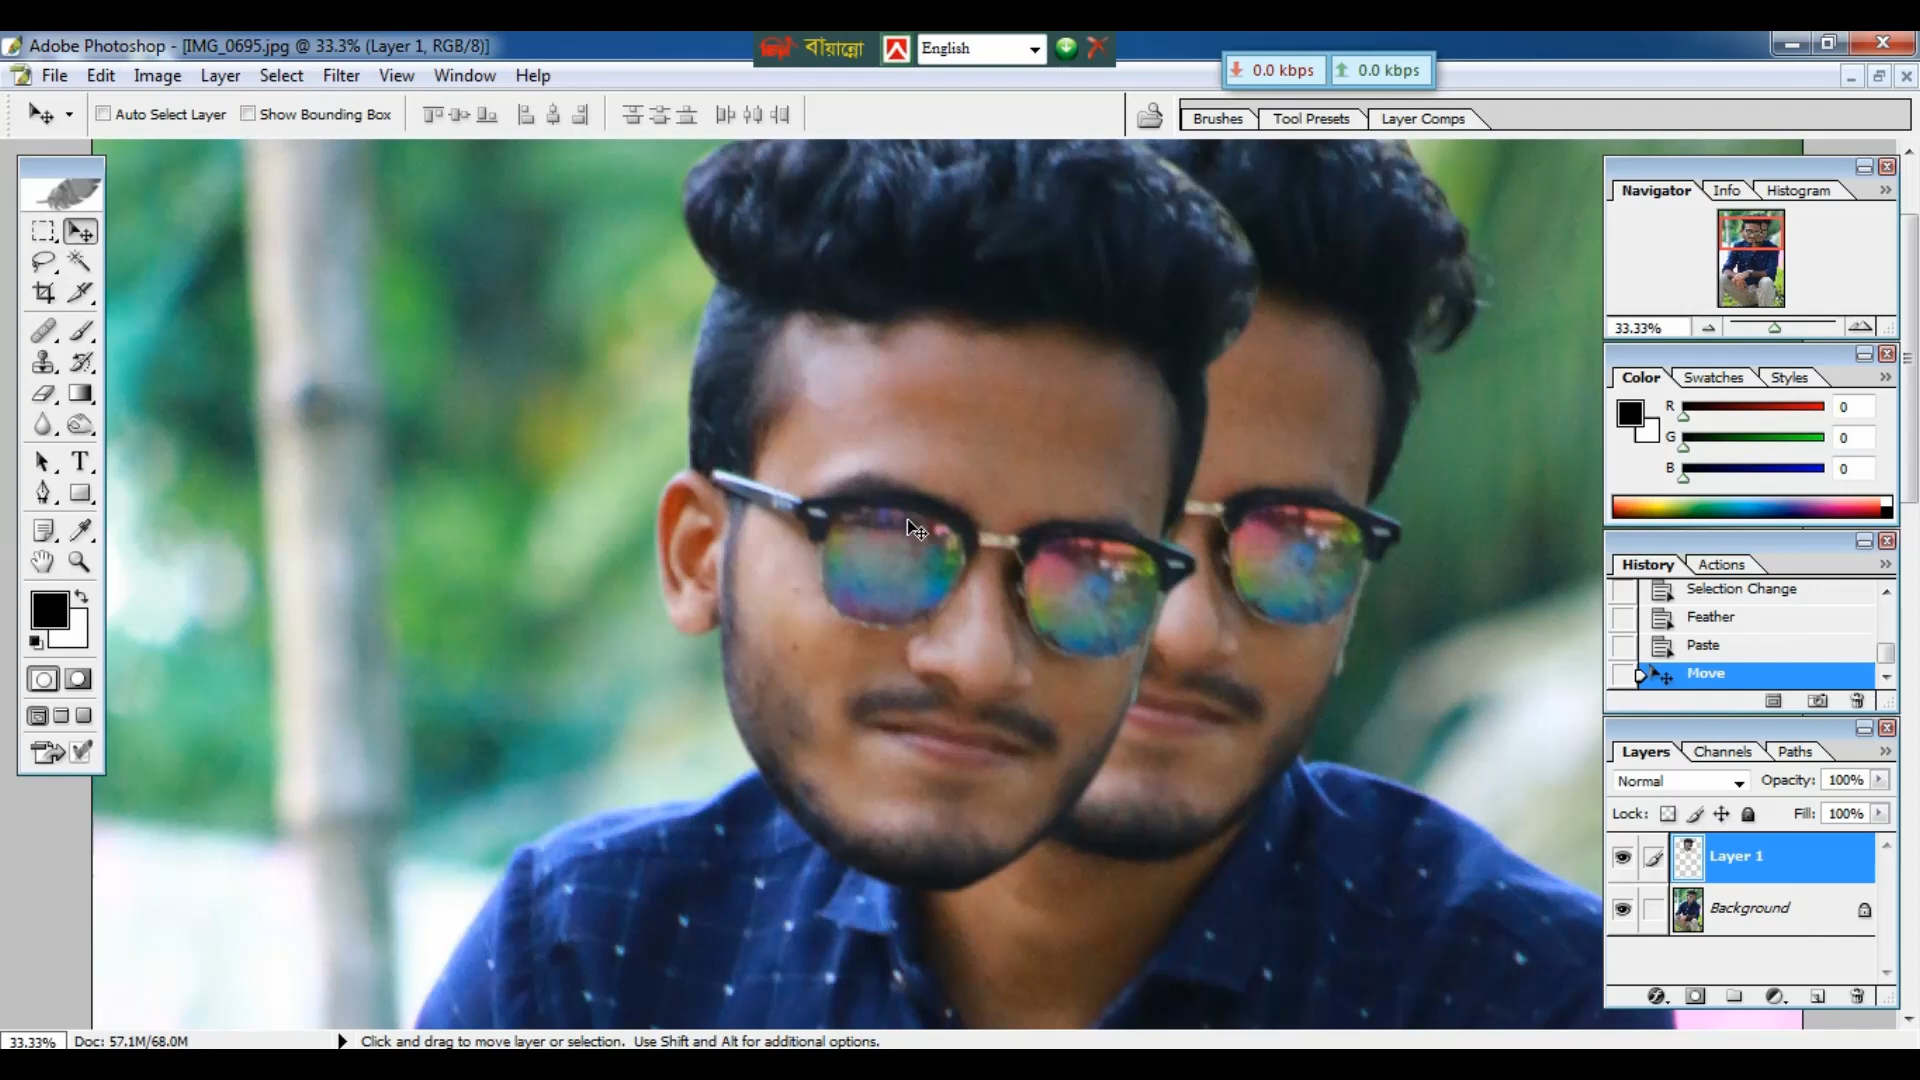 Adobe Photoshop - [IMG_0695.jpg @ 33.3% (Layer 1, RGB/8)]
বায়ান্নো
English
0.0 kbps
0.0 kbps
File Edit Image Layer Select Filter View Window Help
Auto Select Layer
Show Bounding Box
Brushes
Tool Presets
Layer Comps
Navigator Info Histogram
33.33%
Color Swatches Styles
R 0
G 0
B 0
T
History Actions
Selection Change
Feather
Paste
Move
Layers Channels Paths
Normal Opacity: 100%
Lock: Fill: 100%
Layer 1
Background
33.33% Doc: 57.1M/68.0M Click and drag to move layer or selection. Use Shift and Alt for additional options.